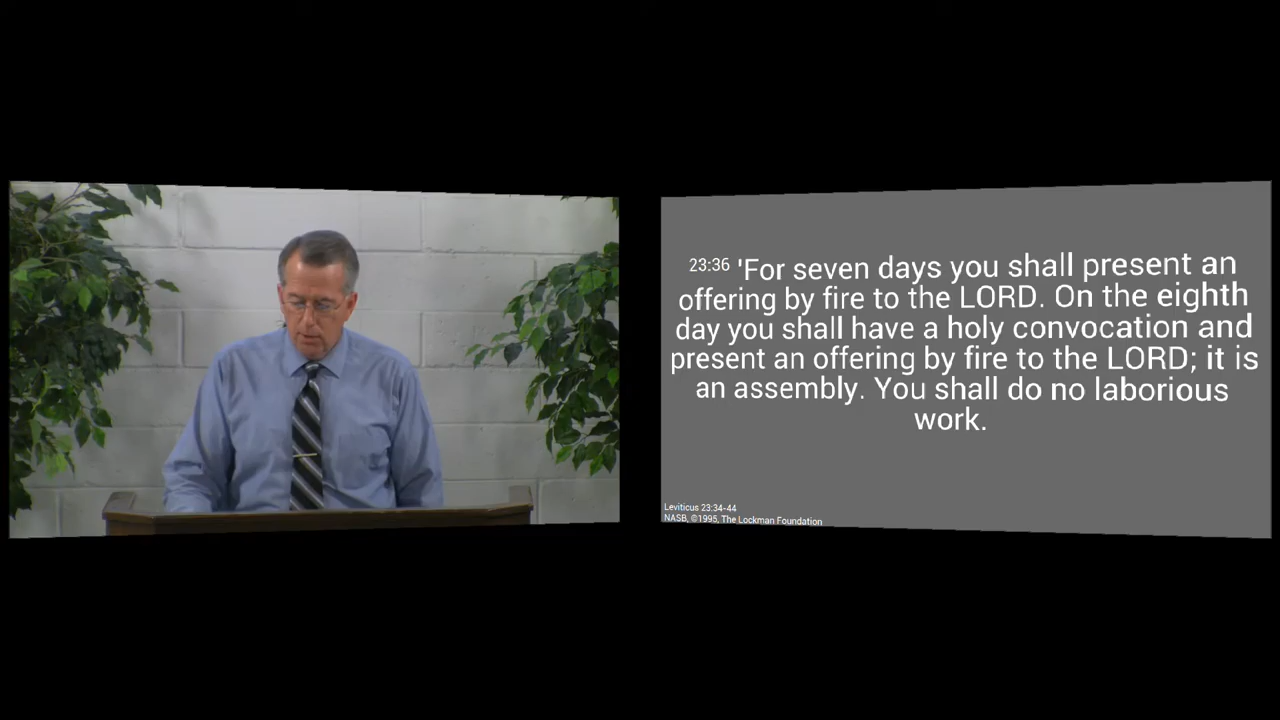 23:36 'For seven days you shall present an
offering by fire to the LORD. On the eighth
day you shall have a holy convocation and
present an offering by fire to the LORD; it is
an assembly. You shall do no laborious
work.
Leviticus 23:34-44
NASB, ©1995, The Lockman Foundation